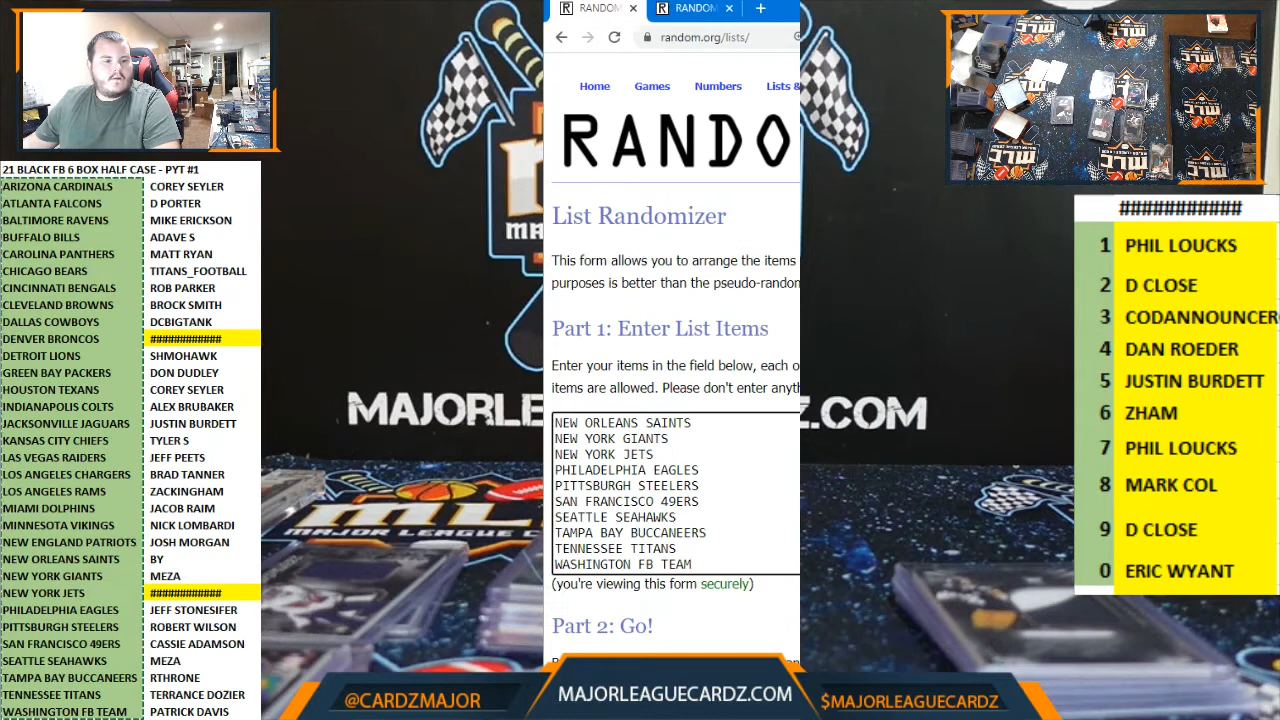 21 BLACK FB 6 BOX HALF CASE - PYT #1
ARIZONA CARDINALS COREY SEYLER
ATLANTA FALCONS D PORTER
BALTIMORE RAVENS MIKE ERICKSON
BUFFALO BILLS ADAVE S
CAROLINA PANTHERS MATT RYAN
CHICAGO BEARS TITANS_FOOTBALL
CINCINNATI BENGALS ROB PARKER
CLEVELAND BROWNS BROCK SMITH
DALLAS COWBOYS DCBIGTANK
DENVER BRONCOS ############
DETROIT LIONS SHMOHAWK
GREEN BAY PACKERS DON DUDLEY
HOUSTON TEXANS COREY SEYLER
INDIANAPOLIS COLTS ALEX BRUBAKER
JACKSONVILLE JAGUARS JUSTIN BURDETT
KANSAS CITY CHIEFS TYLER S
LAS VEGAS RAIDERS JEFF PEETS
LOS ANGELES CHARGERS BRAD TANNER
LOS ANGELES RAMS ZACKINGHAM
MIAMI DOLPHINS JACOB RAIM
MINNESOTA VIKINGS NICK LOMBARDI
NEW ENGLAND PATRIOTS JOSH MORGAN
NEW ORLEANS SAINTS BY
NEW YORK GIANTS MEZA
NEW YORK JETS ############
PHILADELPHIA EAGLES JEFF STONESIFER
PITTSBURGH STEELERS ROBERT WILSON
SAN FRANCISCO 49ERS CASSIE ADAMSON
SEATTLE SEAHAWKS MEZA
TAMPA BAY BUCCANEERS RTHRONE
TENNESSEE TITANS TERRANCE DOZIER
WASHINGTON FB TEAM PATRICK DAVIS
RANDOM
RANDOM
random.org/lists/
Home Games Numbers Lists &
RANDO
List Randomizer
This form allows you to arrange the items
purposes is better than the pseudo-random
Part 1: Enter List Items
Enter your items in the field below, each o
items are allowed. Please don't enter anyth
NEW ORLEANS SAINTS
NEW YORK GIANTS
NEW YORK JETS
PHILADELPHIA EAGLES
PITTSBURGH STEELERS
SAN FRANCISCO 49ERS
SEATTLE SEAHAWKS
TAMPA BAY BUCCANEERS
TENNESSEE TITANS
WASHINGTON FB TEAM
(you're viewing this form securely)
Part 2: Go!
MAJORLE
.COM
MLC
MAJOR LEAGUE C
###########
1 PHIL LOUCKS
2 D CLOSE
3 CODANNOUNCER
4 DAN ROEDER
5 JUSTIN BURDETT
6 ZHAM
7 PHIL LOUCKS
8 MARK COL
9 D CLOSE
0 ERIC WYANT
@CARDZMAJOR
MAJORLEAGUECARDZ.COM
$MAJORLEAGUECARDZ